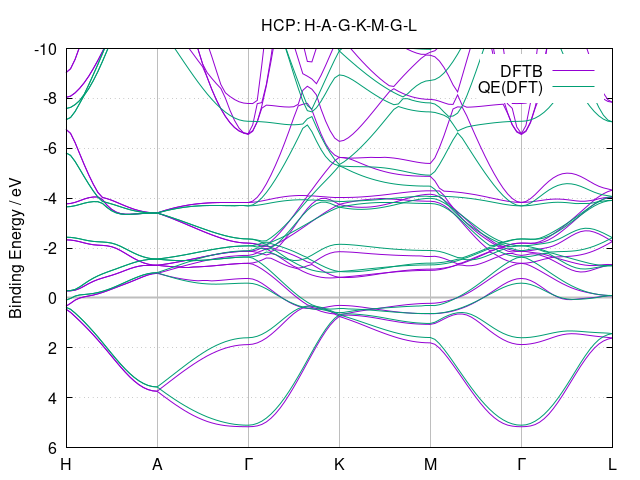 HCP: H-A-G-K-M-G-L
-10
-8
-6
-4
-2
0
2
4
6
Binding Energy / eV
DFTB
QE(DFT)
H A Γ K M Γ L